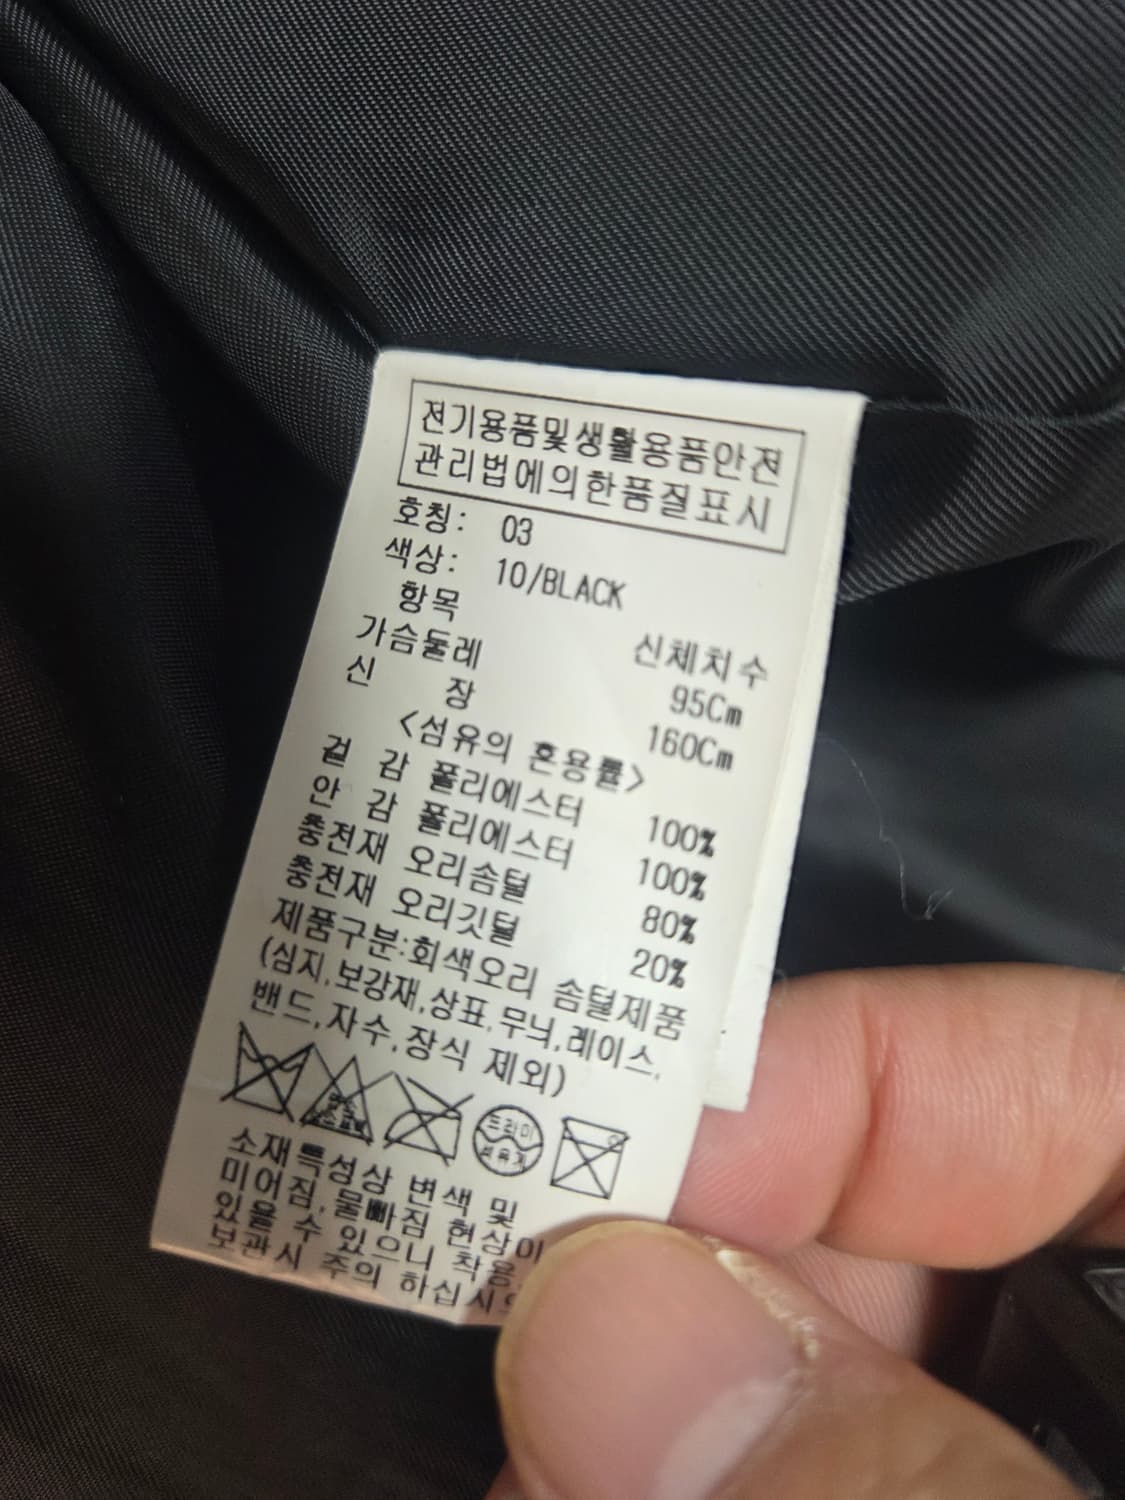 전기용품및생활용품안전
관리법에의한품질표시
호칭: 03
색상: 10/BLACK
항목 신체치수
가슴둘레 95Cm
신 장 160Cm
<섬유의 혼용률>
겉 감 폴리에스터 100%
안 감 폴리에스터 100%
충전재 오리솜털 80%
충전재 오리깃털 20%
제품구분:회색오리 솜털제품
(심지,보강재,상표,무늬,레이스,
밴드,자수,장식 제외)
드라이
석유계
소재특성상 변색 및
미어짐,물빠짐 현상이
있을 수 있으니 착용
보관시 주의 하십시오